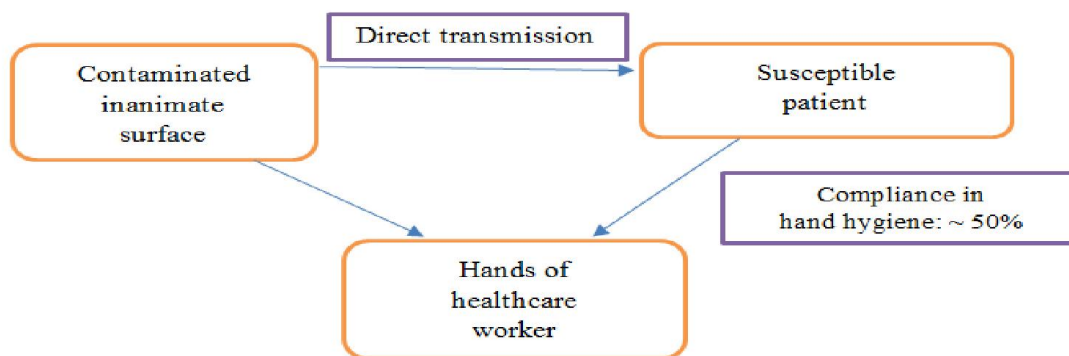 Direct transmission
Contaminated
inanimate
surface
Susceptible
patient
Compliance in
hand hygiene: ~ 50%
Hands of
healthcare
worker